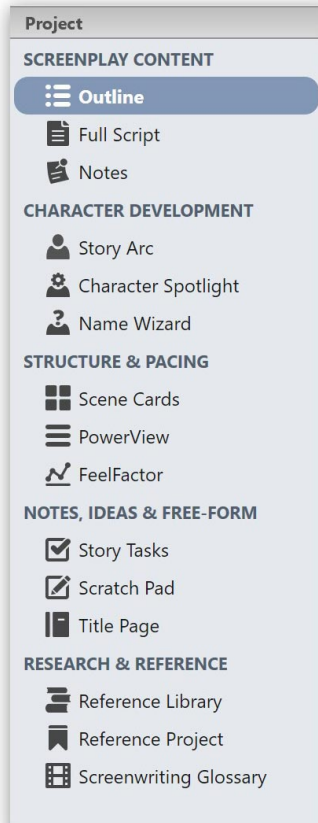 Project
SCREENPLAY CONTENT
Outline
Full Script
Notes
CHARACTER DEVELOPMENT
Story Arc
Character Spotlight
Name Wizard
STRUCTURE & PACING
Scene Cards
PowerView
FeelFactor
NOTES, IDEAS & FREE-FORM
Story Tasks
Scratch Pad
Title Page
RESEARCH & REFERENCE
Reference Library
Reference Project
Screenwriting Glossary